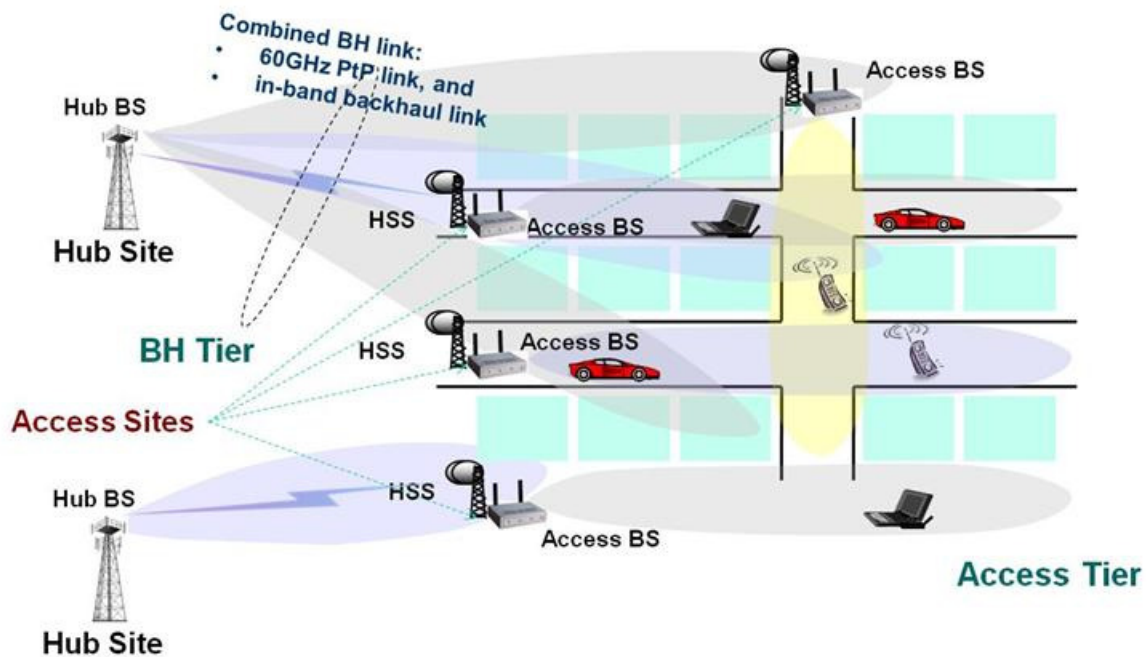 Combined BH link:
• 60GHz PtP link, and
• in-band backhaul link
Access BS
Hub BS
HSS
Access BS
Hub Site
BH Tier
HSS
Access BS
Access Sites
Hub BS
HSS
Access BS
Access Tier
Hub Site